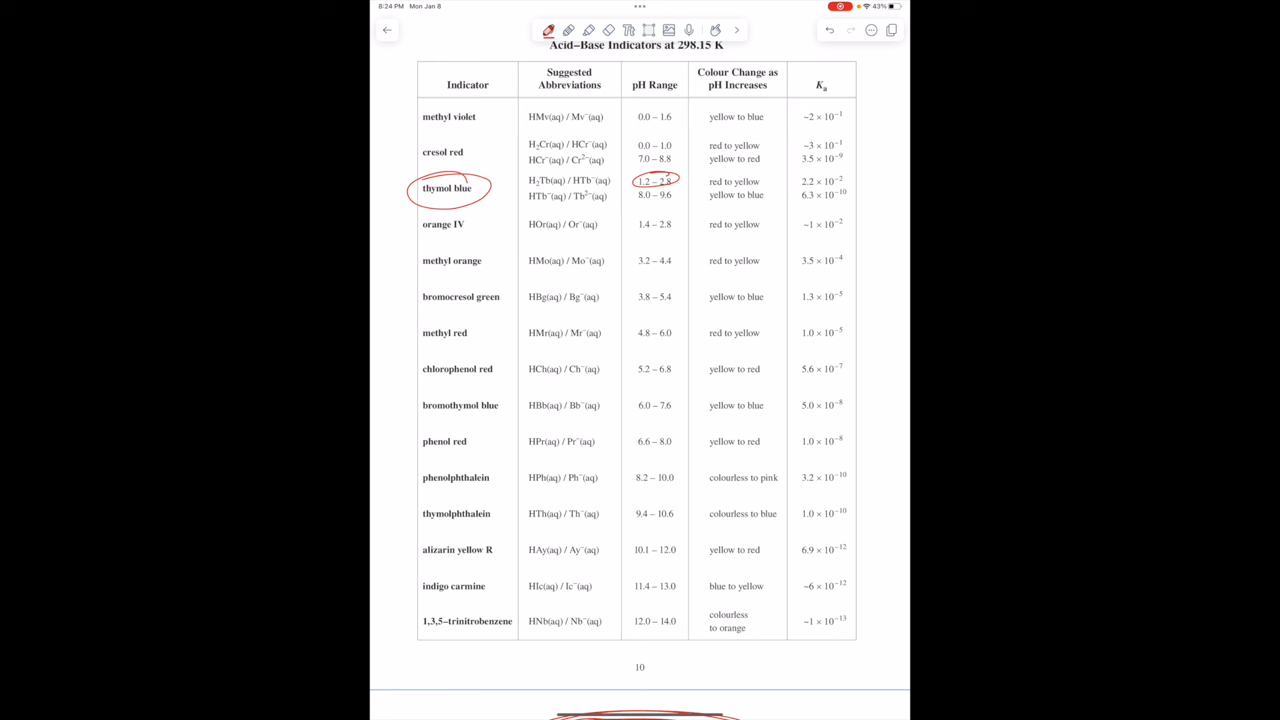 8:24 PM Mon Jan 8 43%
Acid–Base Indicators at 298.15 K
Indicator Suggested Abbreviations pH Range Colour Change as pH Increases Kₐ
methyl violet HMv(aq) / Mv⁻(aq) 0.0 – 1.6 yellow to blue ~2 × 10⁻¹
cresol red H₂Cr(aq) / HCr⁻(aq) 0.0 – 1.0 red to yellow ~3 × 10⁻¹
HCr⁻(aq) / Cr²⁻(aq) 7.0 – 8.8 yellow to red 3.5 × 10⁻⁹
thymol blue H₂Tb(aq) / HTb⁻(aq) 1.2 – 2.8 red to yellow 2.2 × 10⁻²
HTb⁻(aq) / Tb²⁻(aq) 8.0 – 9.6 yellow to blue 6.3 × 10⁻¹⁰
orange IV HOr(aq) / Or⁻(aq) 1.4 – 2.8 red to yellow ~1 × 10⁻²
methyl orange HMo(aq) / Mo⁻(aq) 3.2 – 4.4 red to yellow 3.5 × 10⁻⁴
bromocresol green HBg(aq) / Bg⁻(aq) 3.8 – 5.4 yellow to blue 1.3 × 10⁻⁵
methyl red HMr(aq) / Mr⁻(aq) 4.8 – 6.0 red to yellow 1.0 × 10⁻⁵
chlorophenol red HCh(aq) / Ch⁻(aq) 5.2 – 6.8 yellow to red 5.6 × 10⁻⁷
bromothymol blue HBb(aq) / Bb⁻(aq) 6.0 – 7.6 yellow to blue 5.0 × 10⁻⁸
phenol red HPr(aq) / Pr⁻(aq) 6.6 – 8.0 yellow to red 1.0 × 10⁻⁸
phenolphthalein HPh(aq) / Ph⁻(aq) 8.2 – 10.0 colourless to pink 3.2 × 10⁻¹⁰
thymolphthalein HTh(aq) / Th⁻(aq) 9.4 – 10.6 colourless to blue 1.0 × 10⁻¹⁰
alizarin yellow R HAy(aq) / Ay⁻(aq) 10.1 – 12.0 yellow to red 6.9 × 10⁻¹²
indigo carmine HIc(aq) / Ic⁻(aq) 11.4 – 13.0 blue to yellow ~6 × 10⁻¹²
1,3,5–trinitrobenzene HNb(aq) / Nb⁻(aq) 12.0 – 14.0 colourless to orange ~1 × 10⁻¹³
10